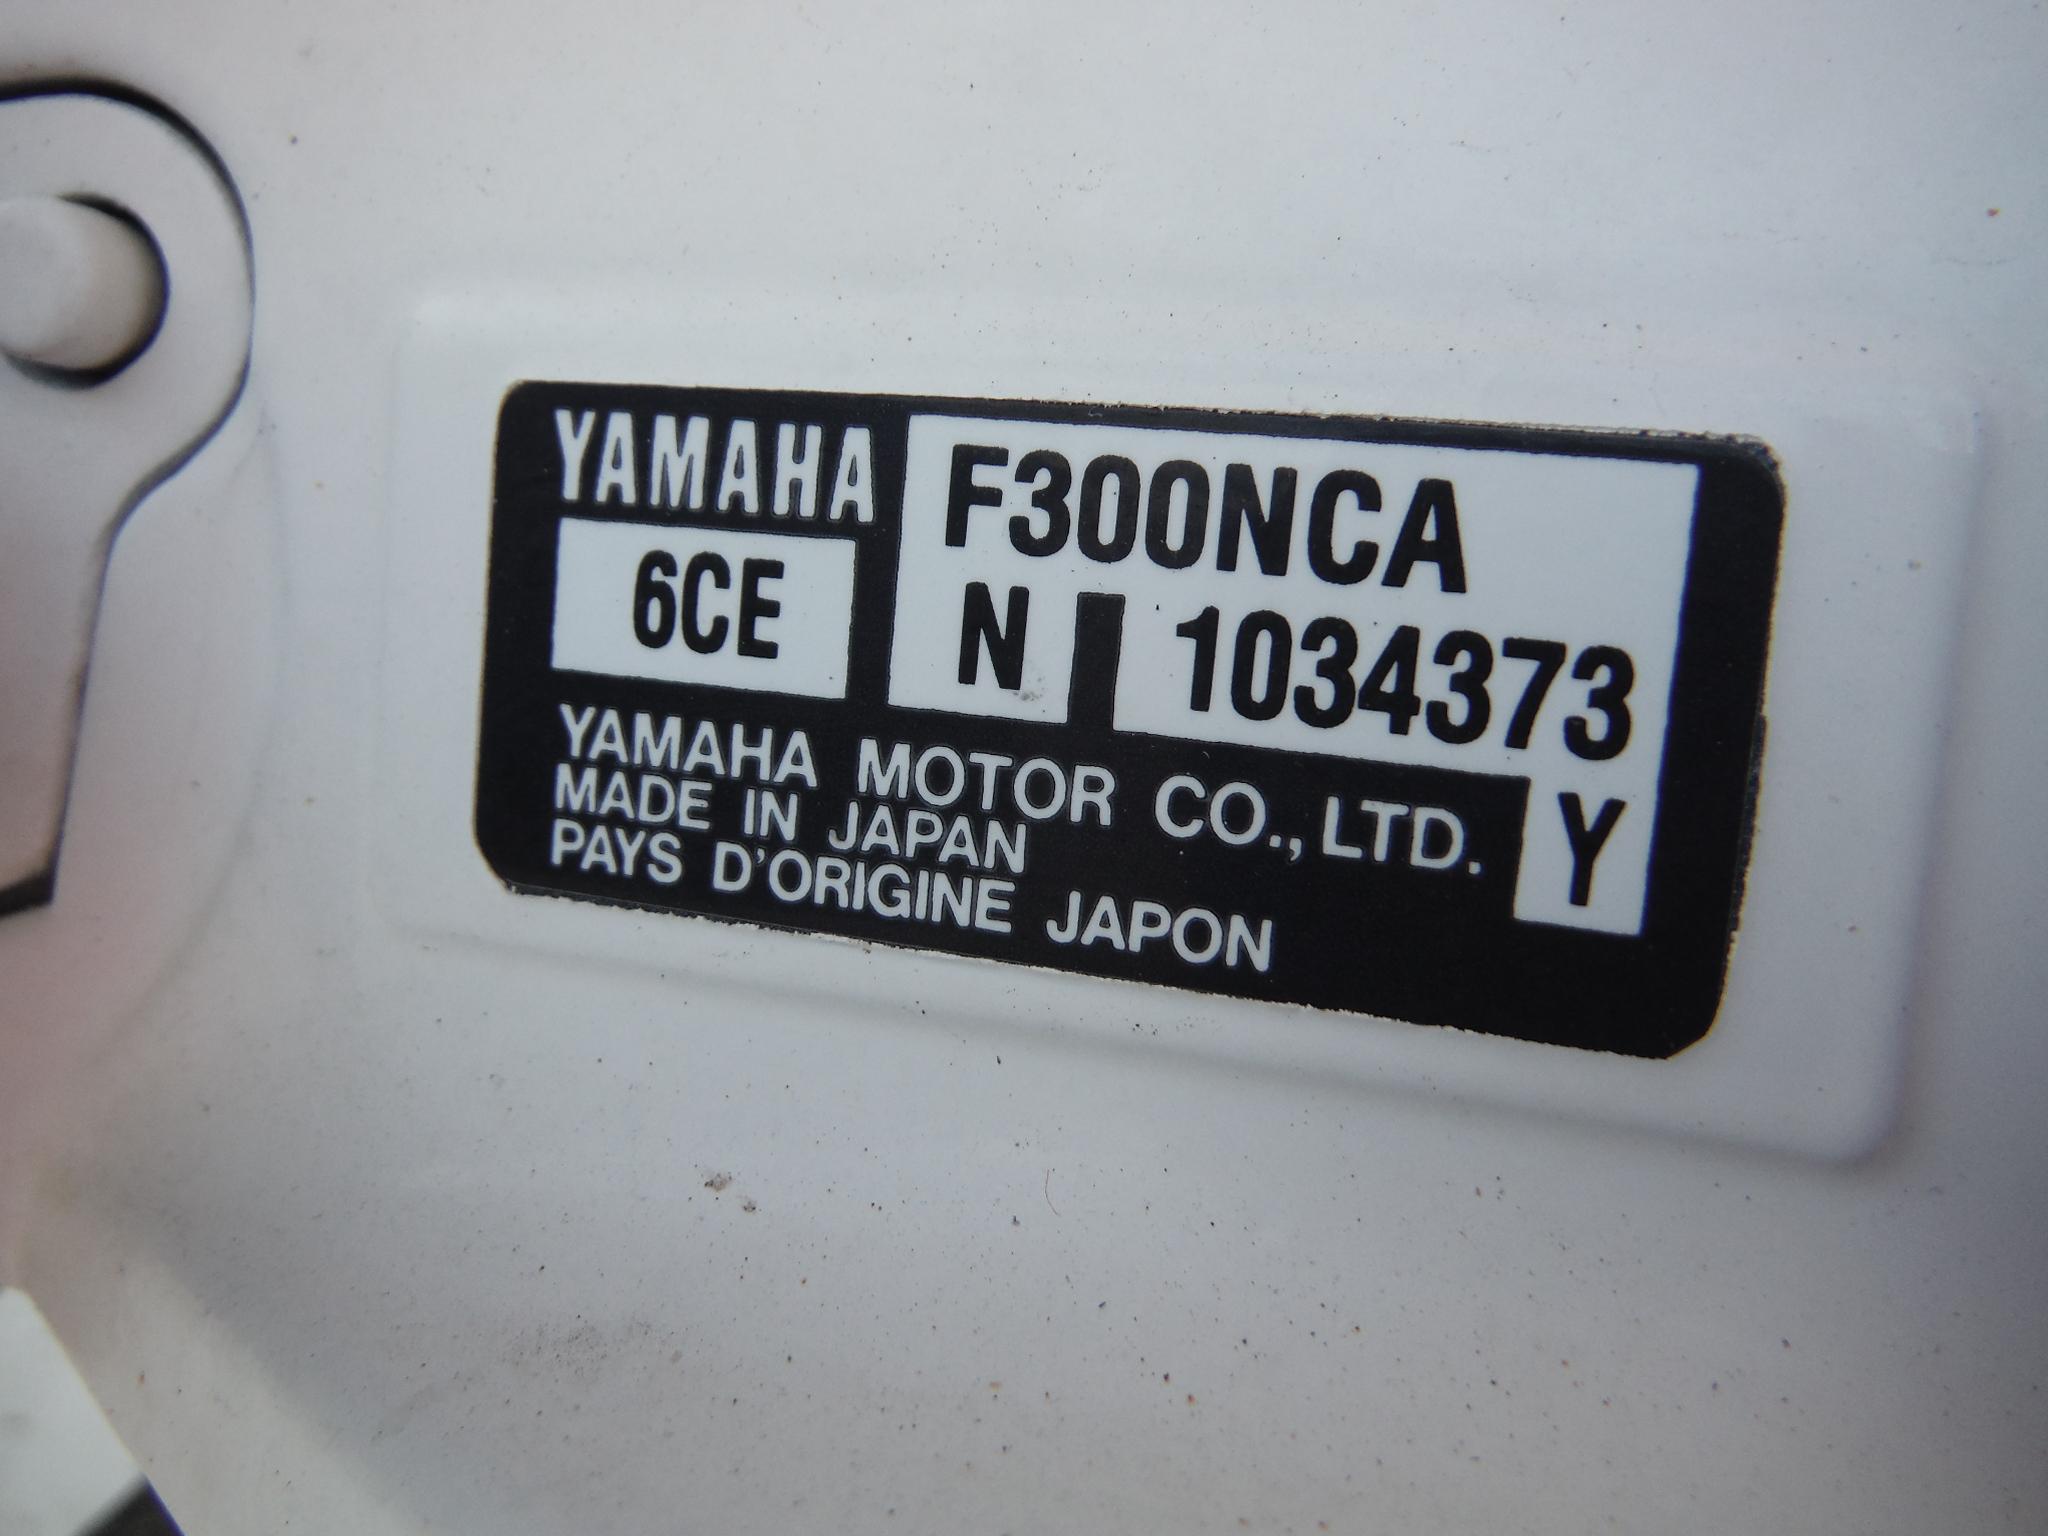 YAMAHA
F300NCA
6CE
N 1034373
YAMAHA MOTOR CO., LTD.
Y
MADE IN JAPAN
PAYS D'ORIGINE JAPON